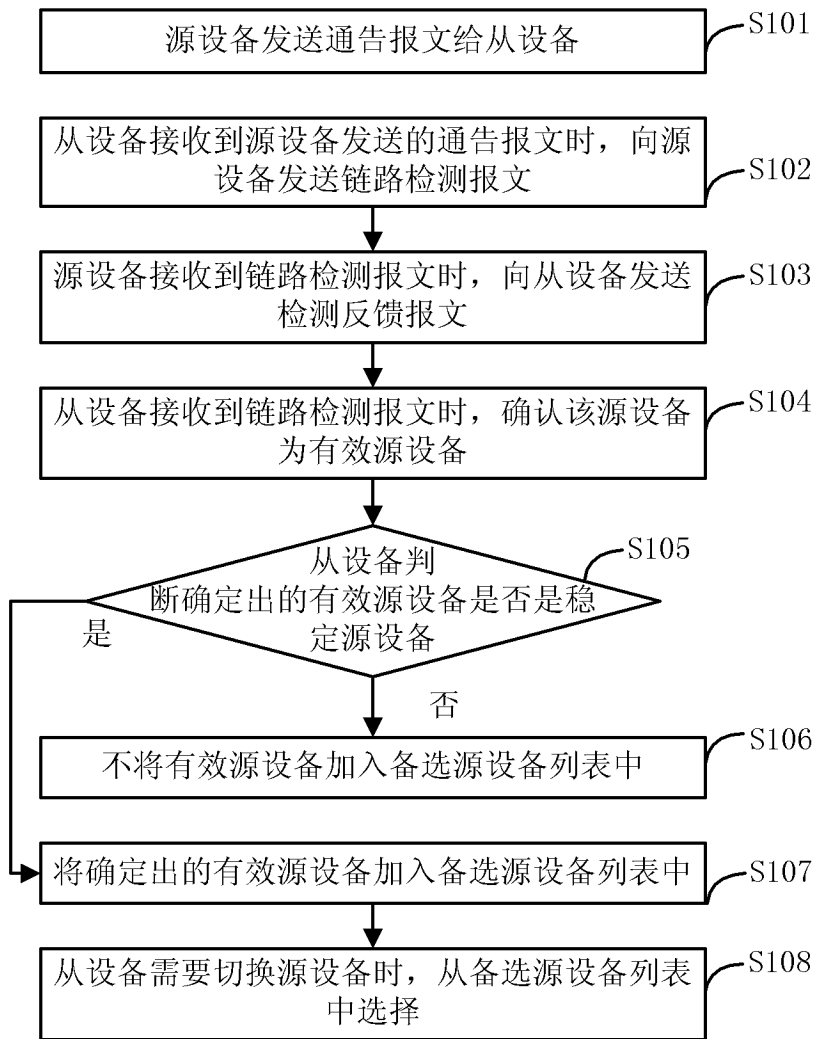 源设备发送通告报文给从设备
S101
从设备接收到源设备发送的通告报文时，向源
设备发送链路检测报文
S102
源设备接收到链路检测报文时，向从设备发送
检测反馈报文
S103
从设备接收到链路检测报文时，确认该源设备
为有效源设备
S104
从设备判
断确定出的有效源设备是否是稳
定源设备
S105
是
否
不将有效源设备加入备选源设备列表中
S106
将确定出的有效源设备加入备选源设备列表中
S107
从设备需要切换源设备时，从备选源设备列表
中选择
S108